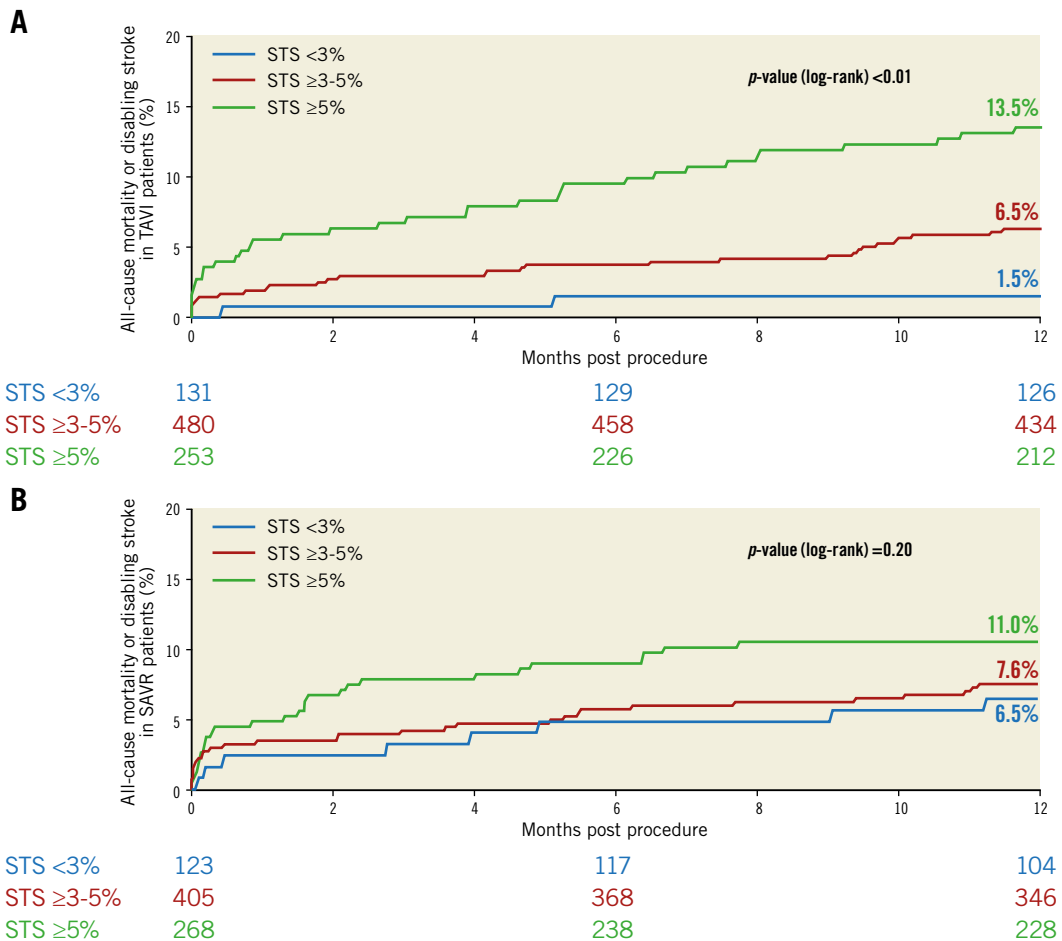 A
All-cause mortality or disabling stroke
in TAVI patients (%)
20
15
10
5
0
STS <3%
STS ≥3-5%
STS ≥5%
p-value (log-rank) <0.01
13.5%
6.5%
1.5%
0 2 4 6 8 10 12
Months post procedure
STS <3% 131 129 126
STS ≥3-5% 480 458 434
STS ≥5% 253 226 212
B
All-cause mortality or disabling stroke
in SAVR patients (%)
20
15
10
5
0
STS <3%
STS ≥3-5%
STS ≥5%
p-value (log-rank) =0.20
11.0%
7.6%
6.5%
0 2 4 6 8 10 12
Months post procedure
STS <3% 123 117 104
STS ≥3-5% 405 368 346
STS ≥5% 268 238 228